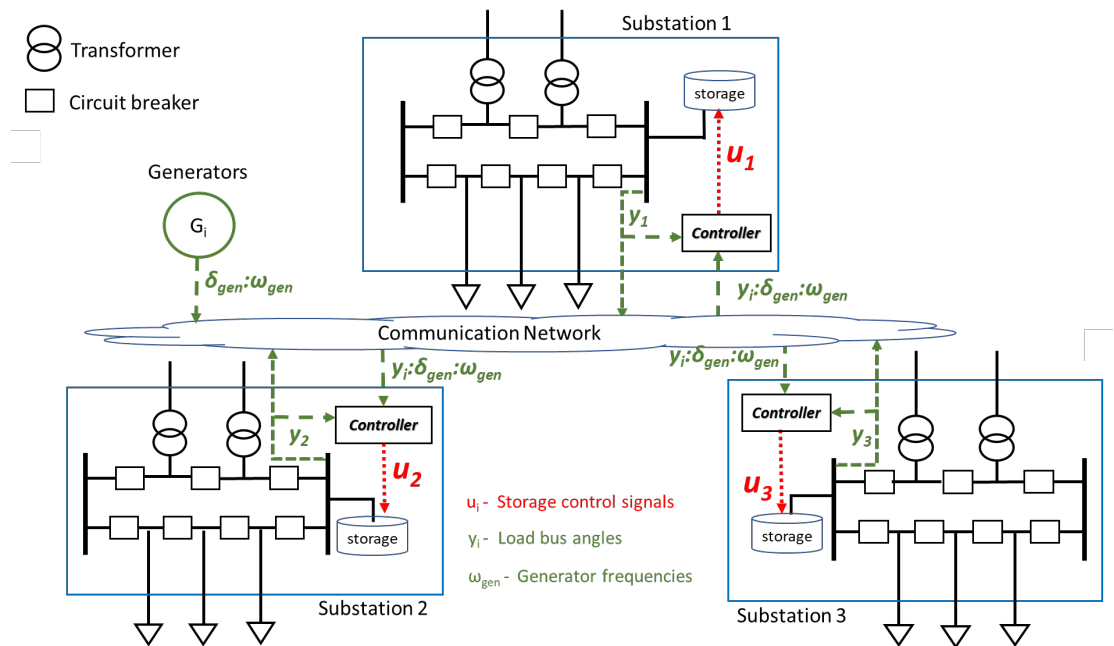 Substation 1
Transformer
Circuit breaker
storage
u1
Generators
Gi
y1
Controller
δgen:ωgen
yi:δgen:ωgen
Communication Network
yi:δgen:ωgen
yi:δgen:ωgen
Controller
Controller
y2
y3
u2
u3
ui - Storage control signals
storage
storage
yi - Load bus angles
ωgen - Generator frequencies
Substation 2
Substation 3